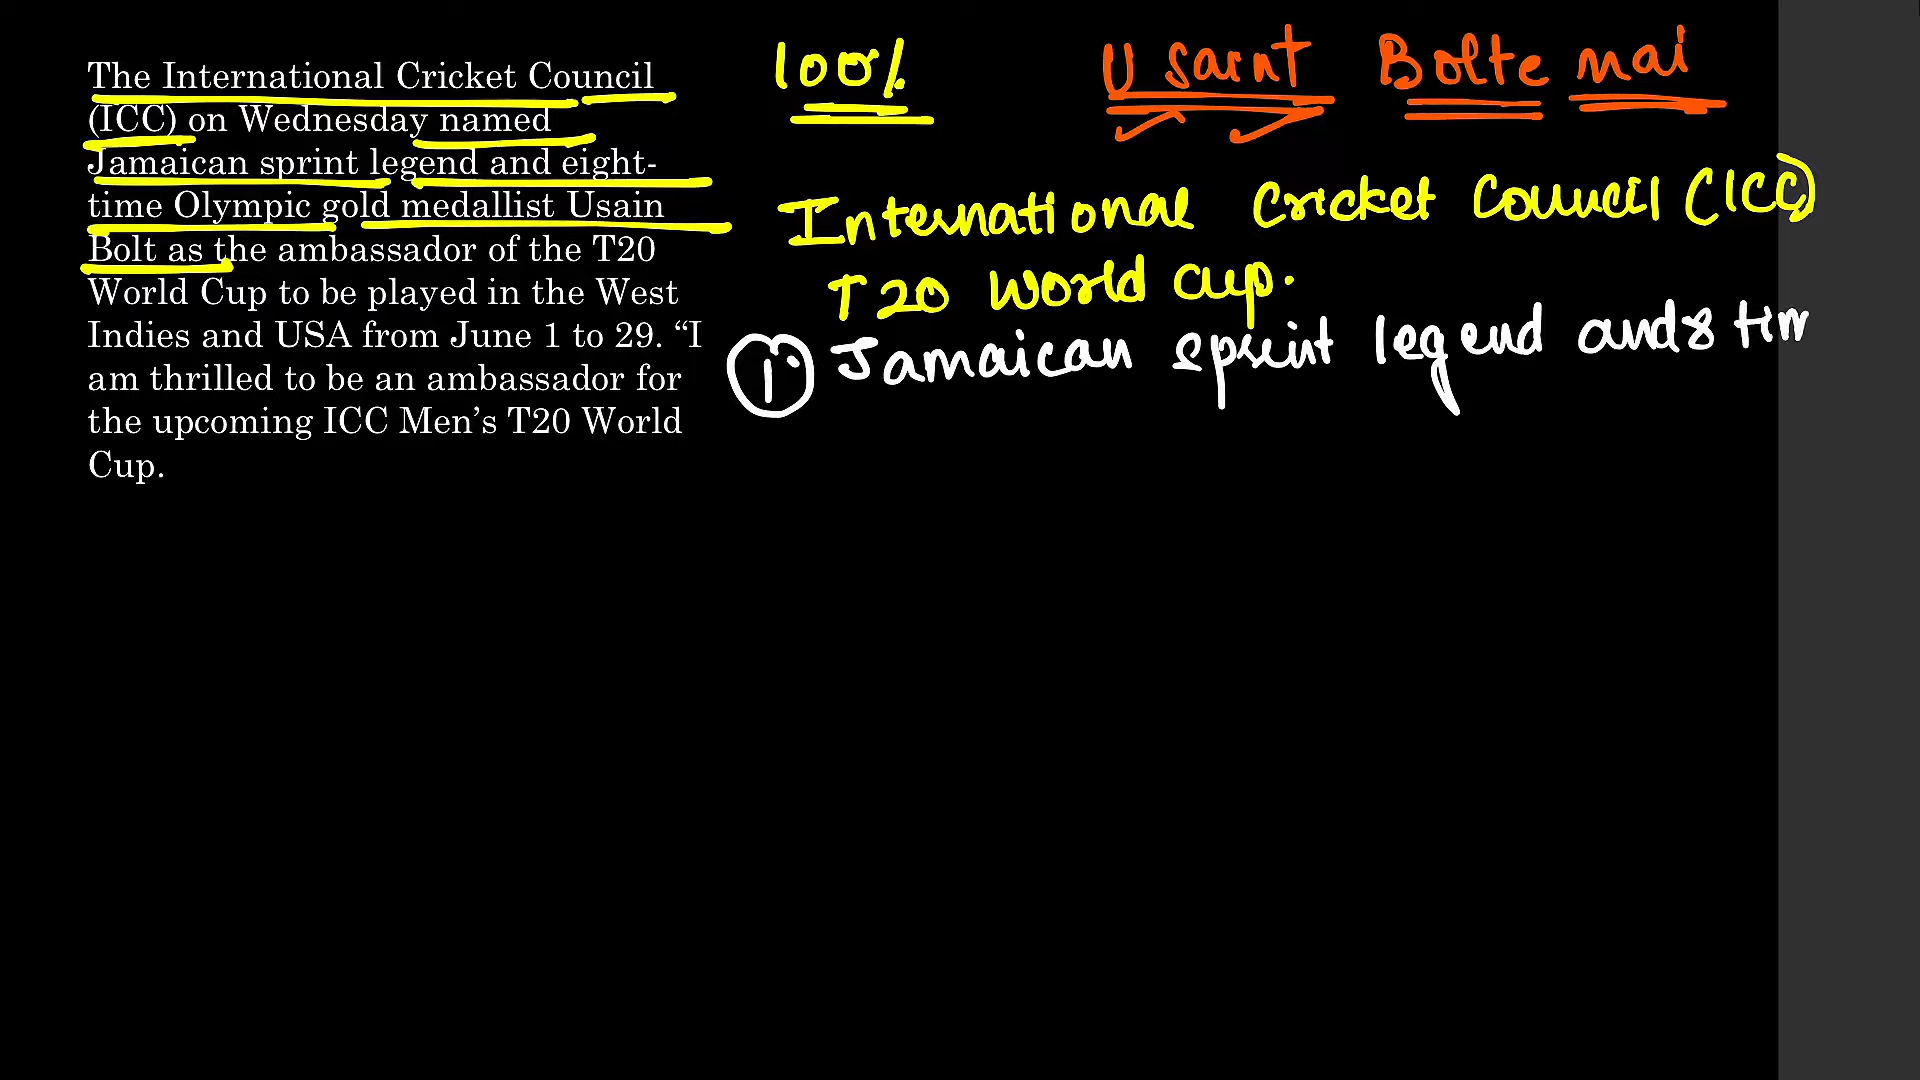 The International Cricket Council
(ICC) on Wednesday named
Jamaican sprint legend and eight-
time Olympic gold medallist Usain
Bolt as the ambassador of the T20
World Cup to be played in the West
Indies and USA from June 1 to 29. “I
am thrilled to be an ambassador for
the upcoming ICC Men’s T20 World
Cup.
100%
U saint Bolte mai
International Cricket Council (ICC)
T20 World Cup.
1 Jamaican sprint legend and 8 tim